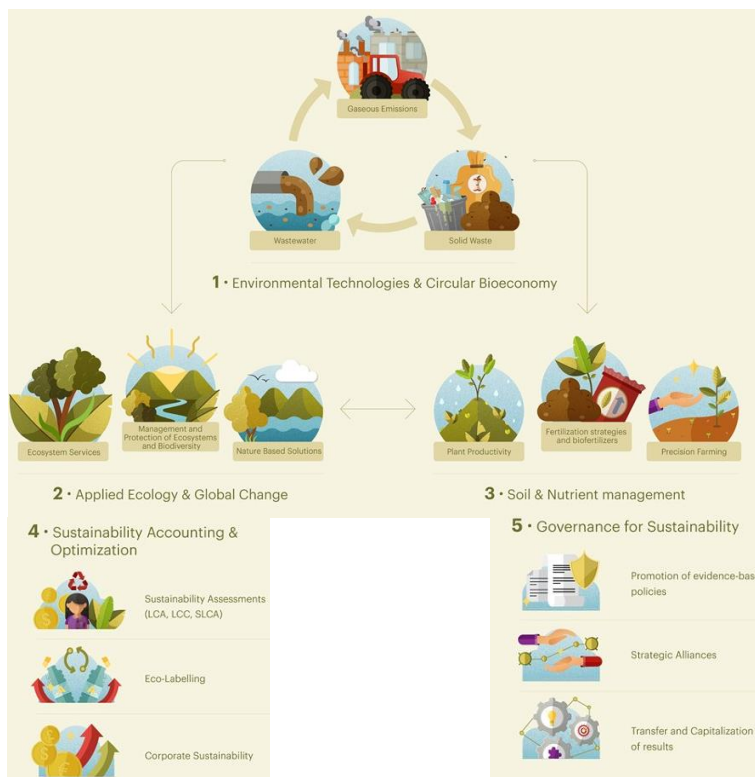 Gaseous Emissions
Wastewater
Solid Waste
1 • Environmental Technologies & Circular Bioeconomy
Ecosystem Services
Management and
Protection of Ecosystems
and Biodiversity
Nature Based Solutions
Plant Productivity
Fertilization strategies
and biofertilizers
Precision Farming
2 • Applied Ecology & Global Change
3 • Soil & Nutrient management
4 • Sustainability Accounting &
Optimization
Sustainability Assessments
(LCA, LCC, SLCA)
Eco-Labelling
Corporate Sustainability
5 • Governance for Sustainability
Promotion of evidence-bas
policies
Strategic Alliances
Transfer and Capitalization
of results